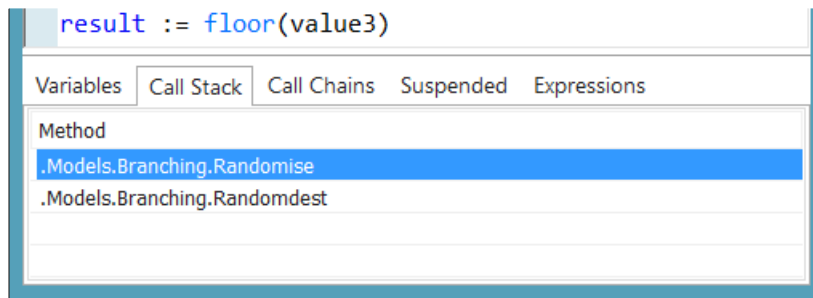 result := floor(value3)
Variables Call Stack Call Chains Suspended Expressions
Method
.Models.Branching.Randomise
.Models.Branching.Randomdest